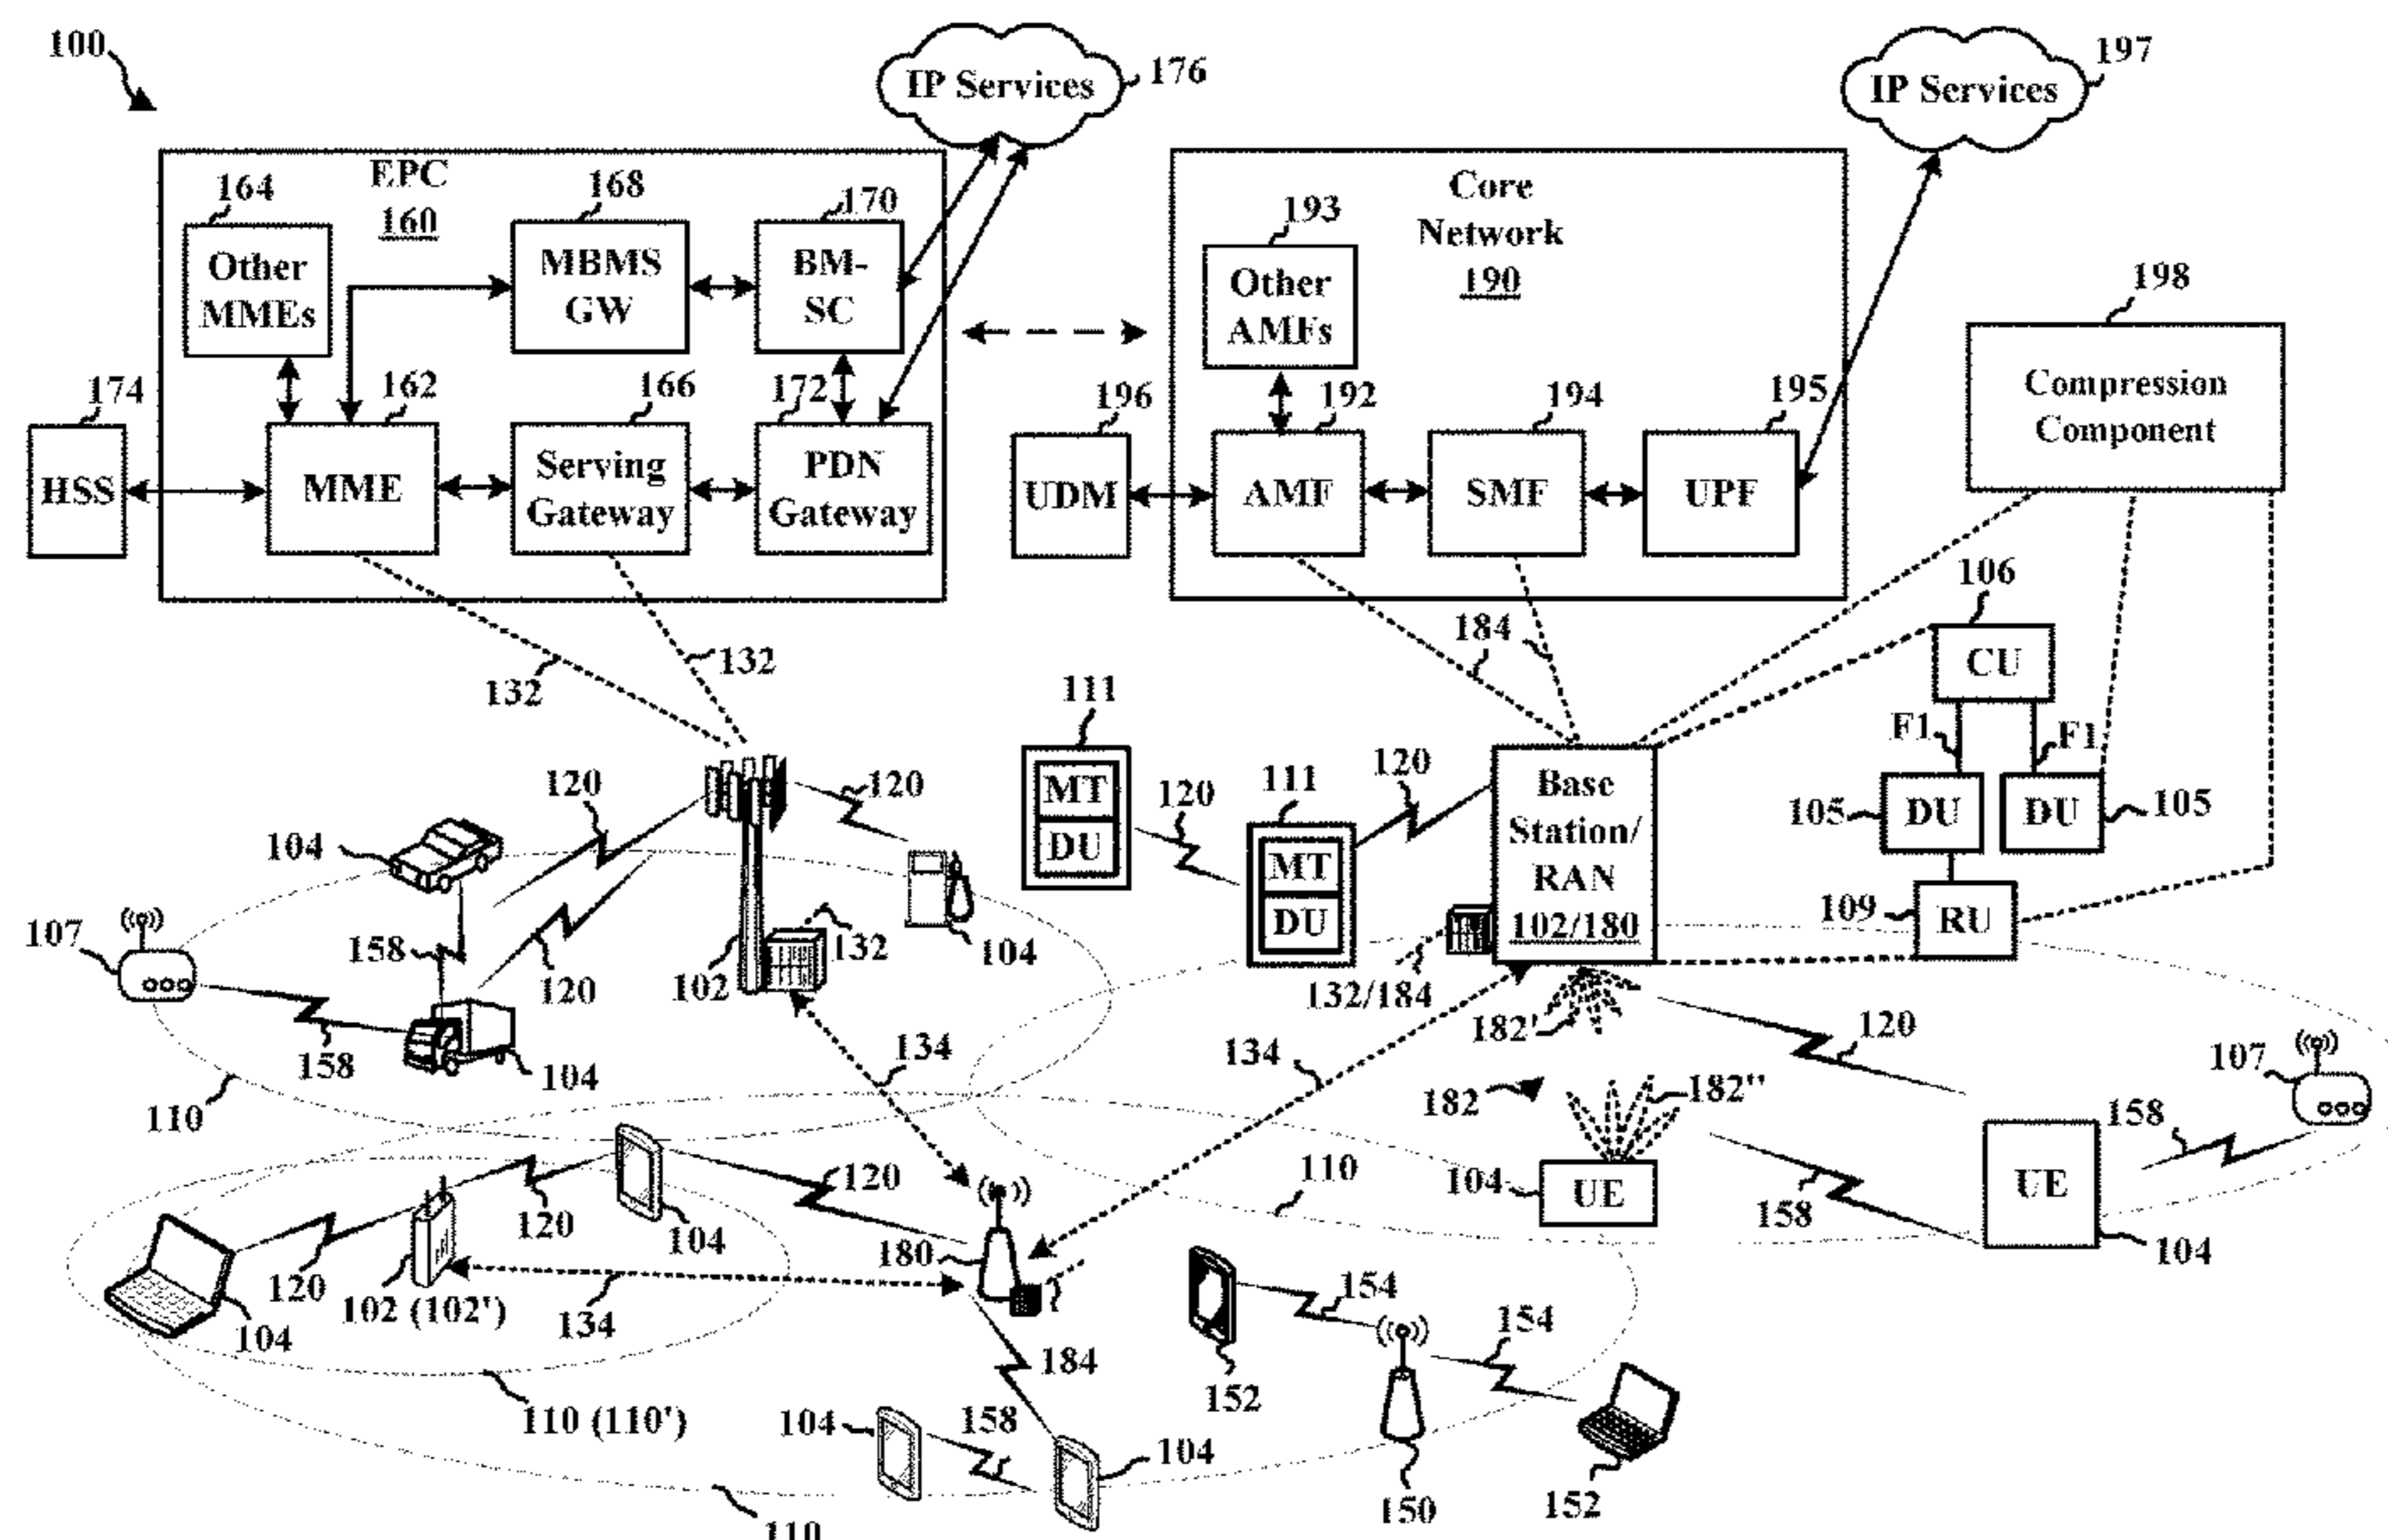 100
IP Services
176
IP Services
197
EPC
160
164
168
170
Other
MMEs
MBMS
GW
BM-
SC
174
162
166
172
HSS
MME
Serving
Gateway
PDN
Gateway
Core
Network
190
193
Other
AMFs
196
192
194
195
UDM
AMF
SMF
UPF
198
Compression
Component
132
132
184
106
CU
F1
F1
105
DU
DU
105
109
RU
111
MT
DU
120
111
MT
DU
120
Base
Station/
RAN
102/180
132/184
182'
120
120
104
120
107
158
120
102
132
104
158
104
110
134
134
182
182"
120
107
158
104
UE
158
UE
104
110
120
104
120
120
102 (102')
104
134
180
184
110 (110')
104
158
104
110
152
154
154
150
152